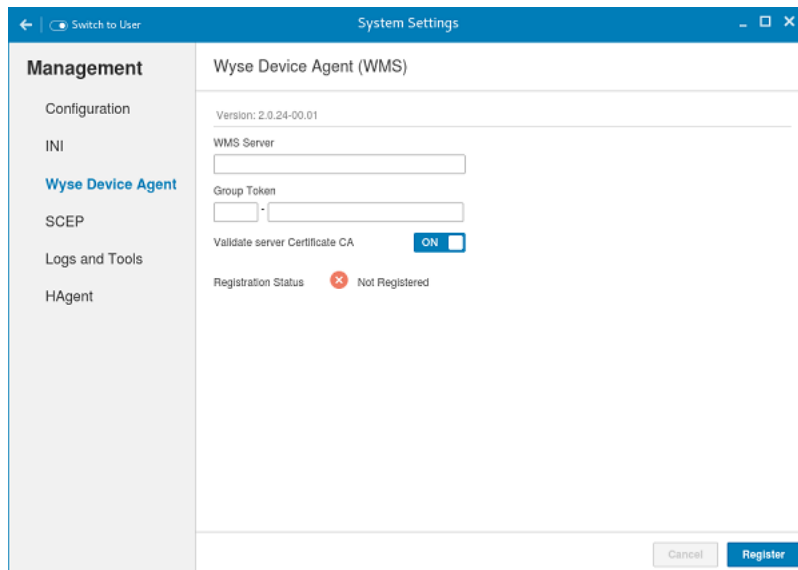 Switch to User
System Settings
Management
Configuration
INI
Wyse Device Agent
SCEP
Logs and Tools
HAgent
Wyse Device Agent (WMS)
Version: 2.0.24-00.01
WMS Server
Group Token
-
Validate server Certificate CA ON
Registration Status Not Registered
Cancel Register